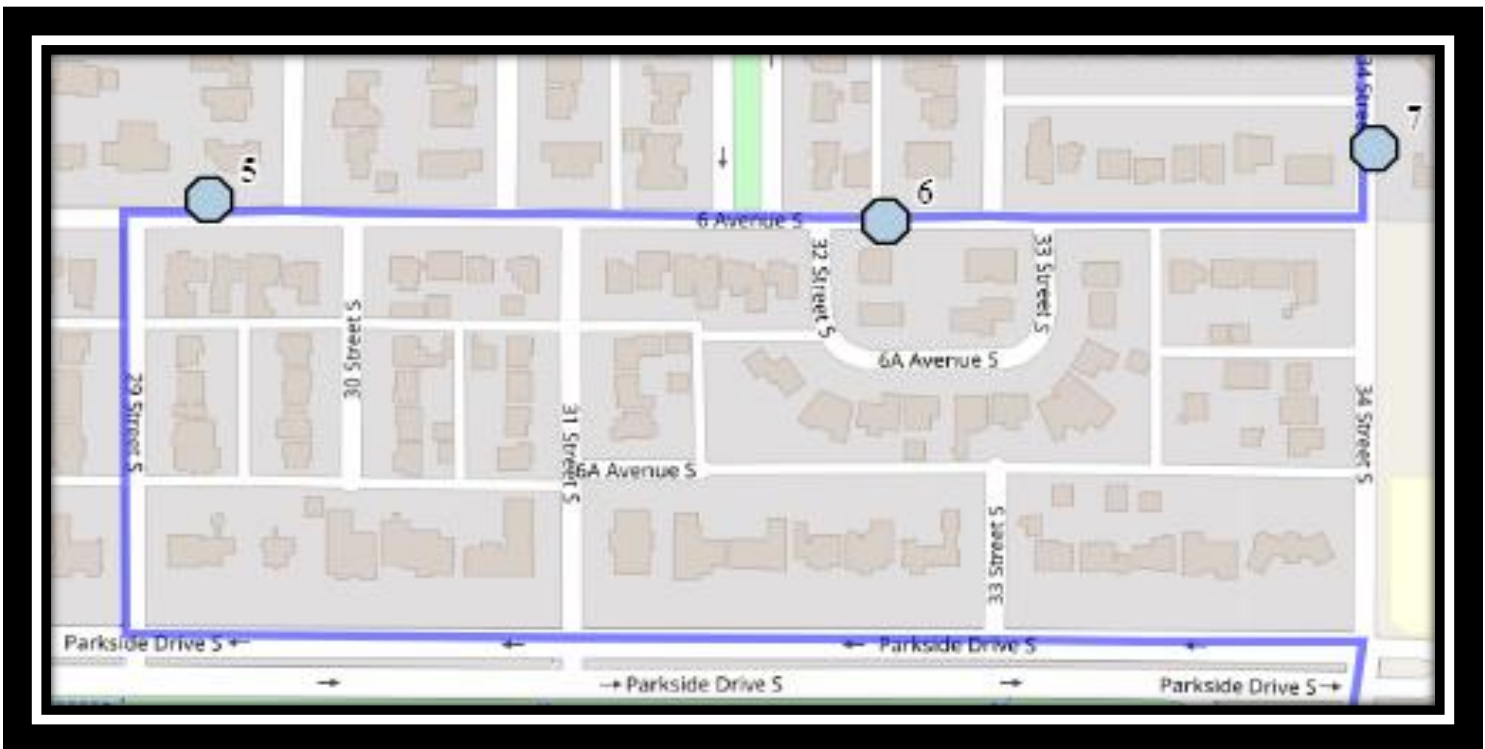 34 Street
7
5
6
6 Avenue S
32 Street S
33 Street S
30 Street S
6A Avenue S
29 Street S
31 Street S
34 Street S
6A Avenue S
33 Street S
Parkside Drive S ←
← Parkside Drive S
→ Parkside Drive S
Parkside Drive S →